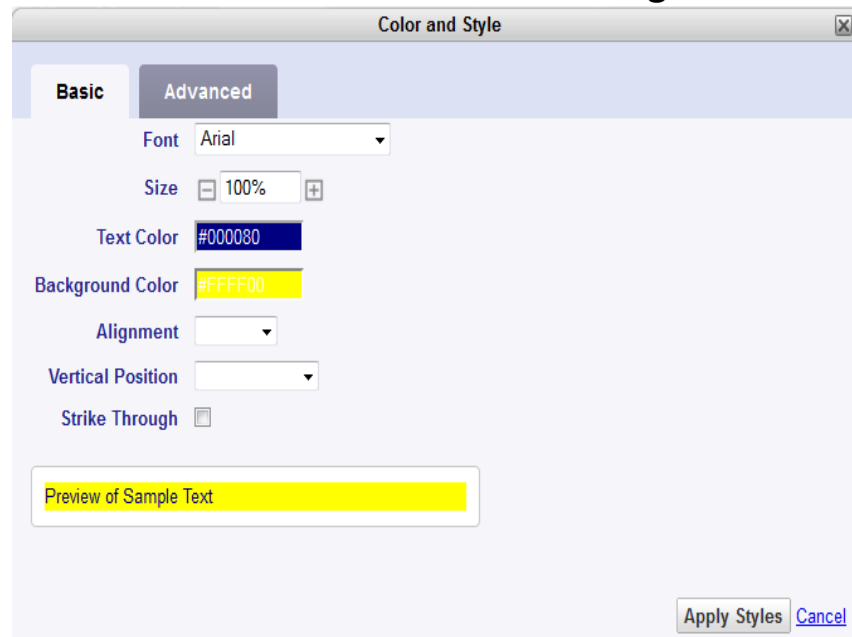 Color and Style
Basic Advanced
Font Arial
Size 100%
Text Color #000080
Background Color #FFFF00
Alignment
Vertical Position
Strike Through
Preview of Sample Text
Apply Styles Cancel